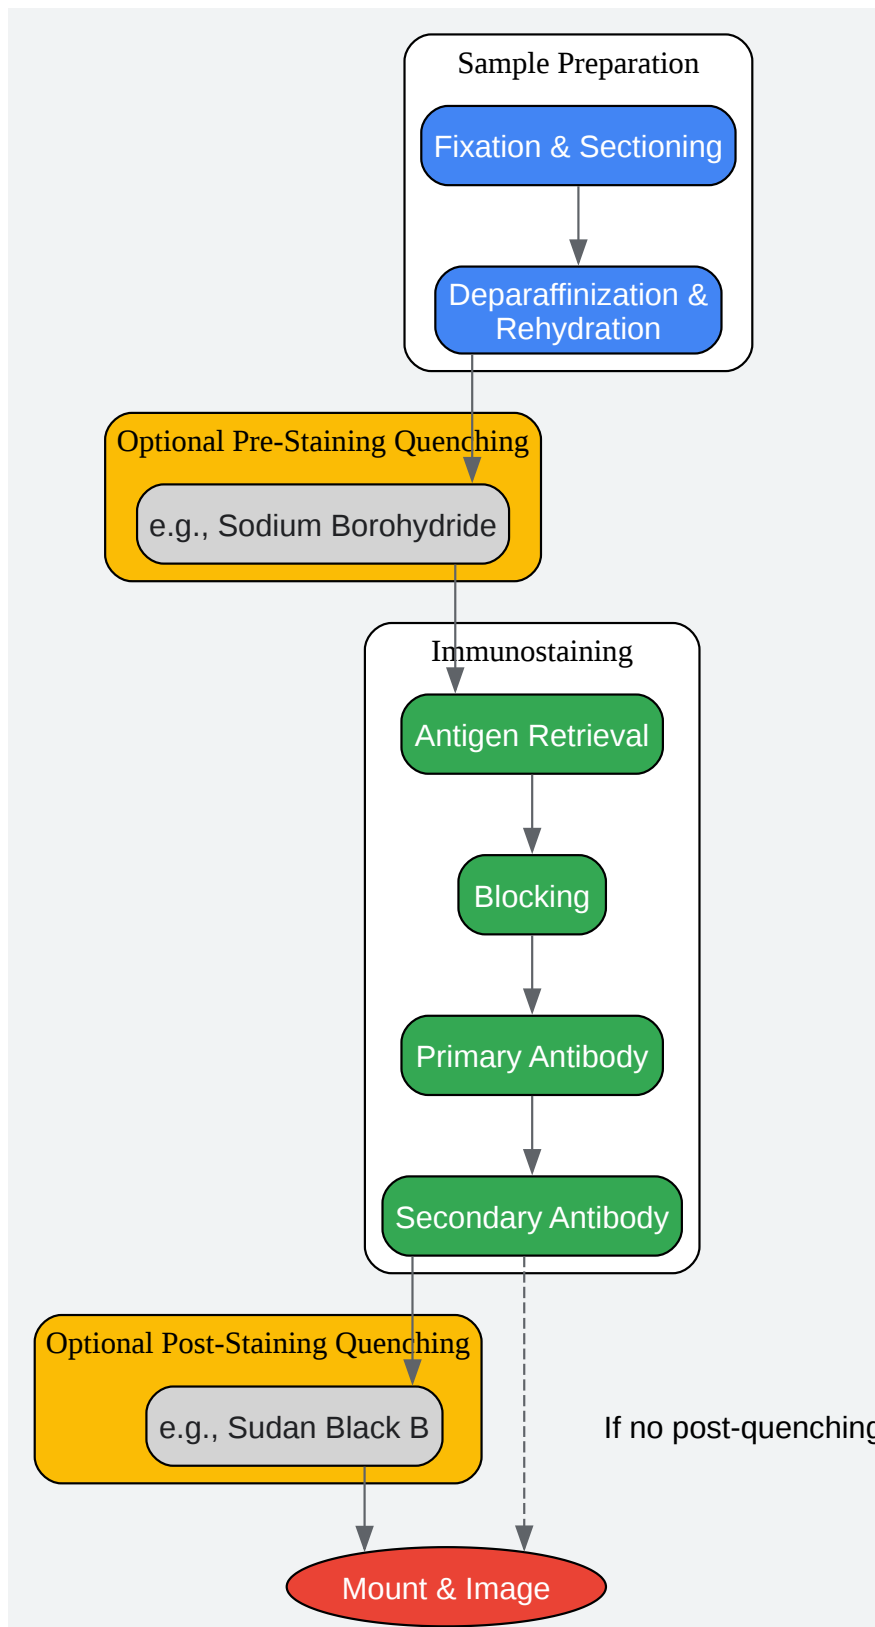 Sample Preparation
Fixation & Sectioning
Deparaffinization &
Rehydration
Optional Pre-Staining Quenching
e.g., Sodium Borohydride
Immunostaining
Antigen Retrieval
Blocking
Primary Antibody
Secondary Antibody
Optional Post-Staining Quenching
e.g., Sudan Black B
If no post-quenching
Mount & Image